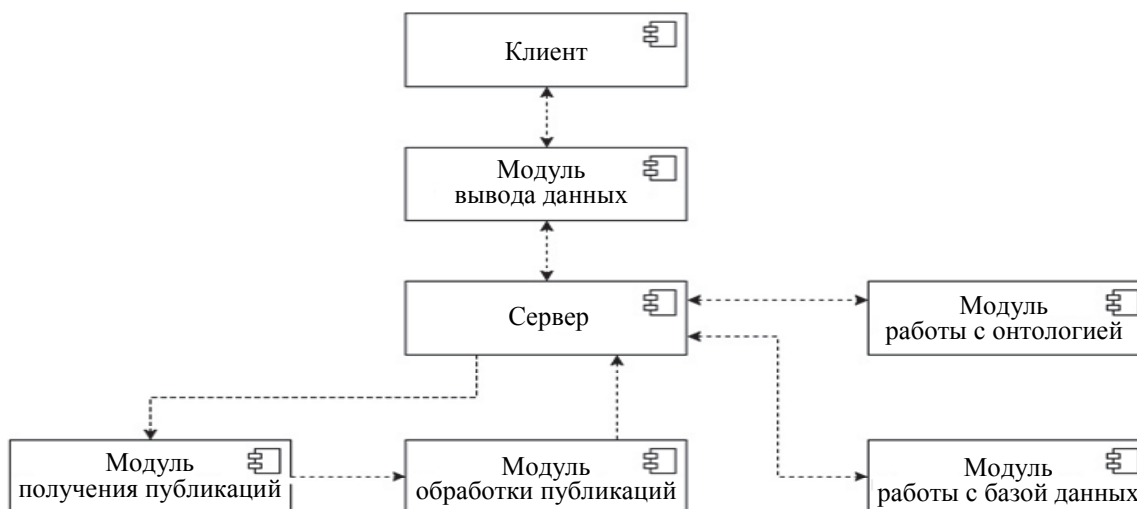 Клиент
Модуль
вывода данных
Сервер
Модуль
работы с онтологией
Модуль
получения публикаций
Модуль
обработки публикаций
Модуль
работы с базой данных